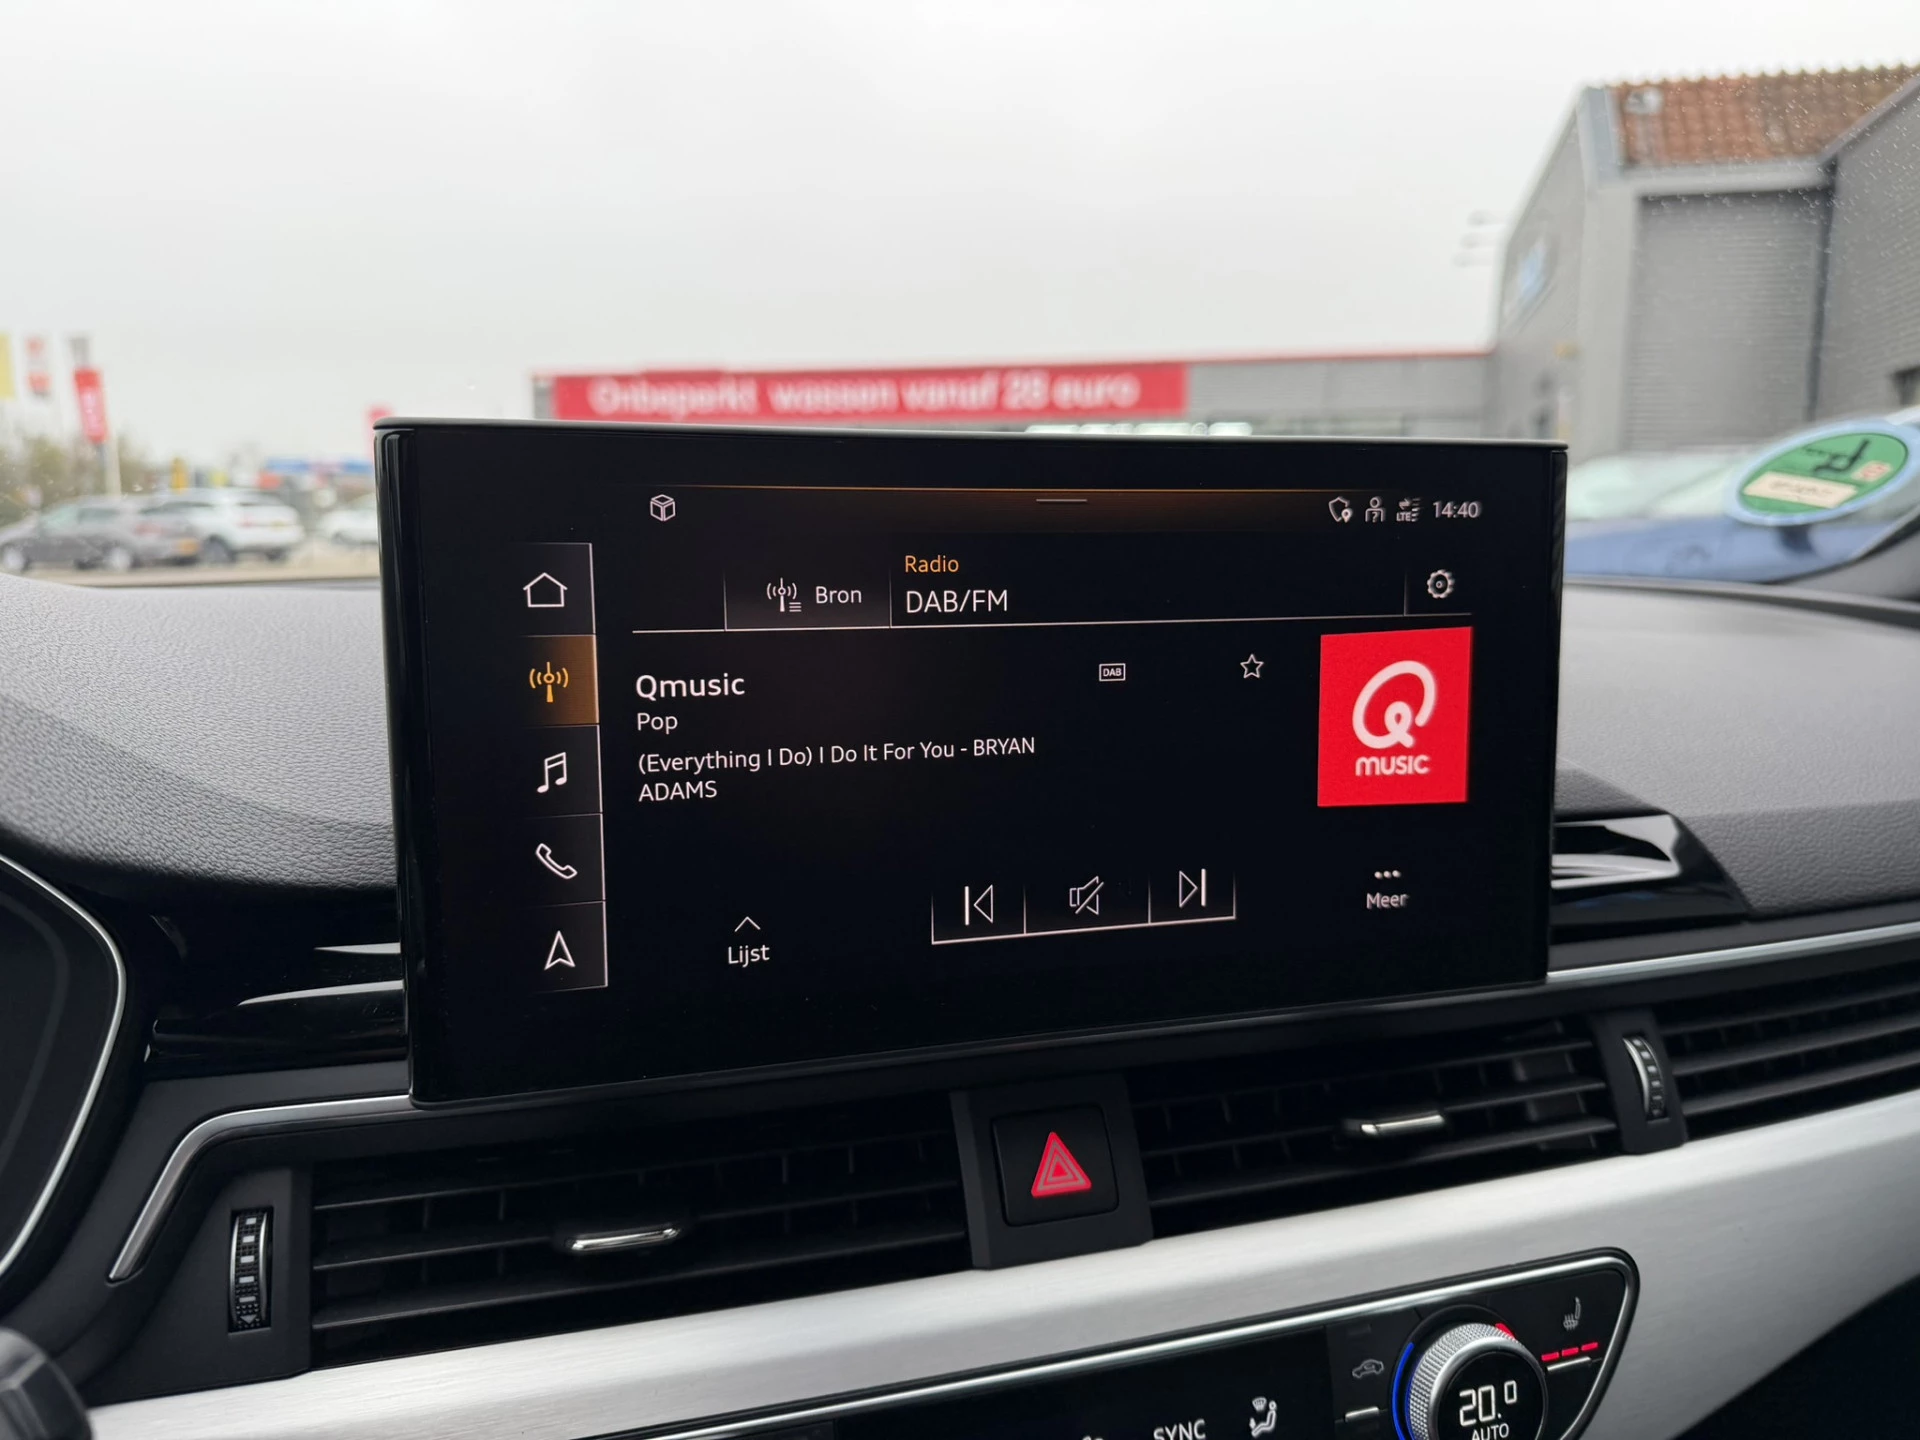 Onbeperkt wassen vanaf 28 euro
LTE 14:40
Bron
Radio
DAB/FM
Qmusic
DAB
Pop
(Everything I Do) I Do It For You - BRYAN
ADAMS
MUSIC
Lijst
Meer
20.0
AUTO
SYNC